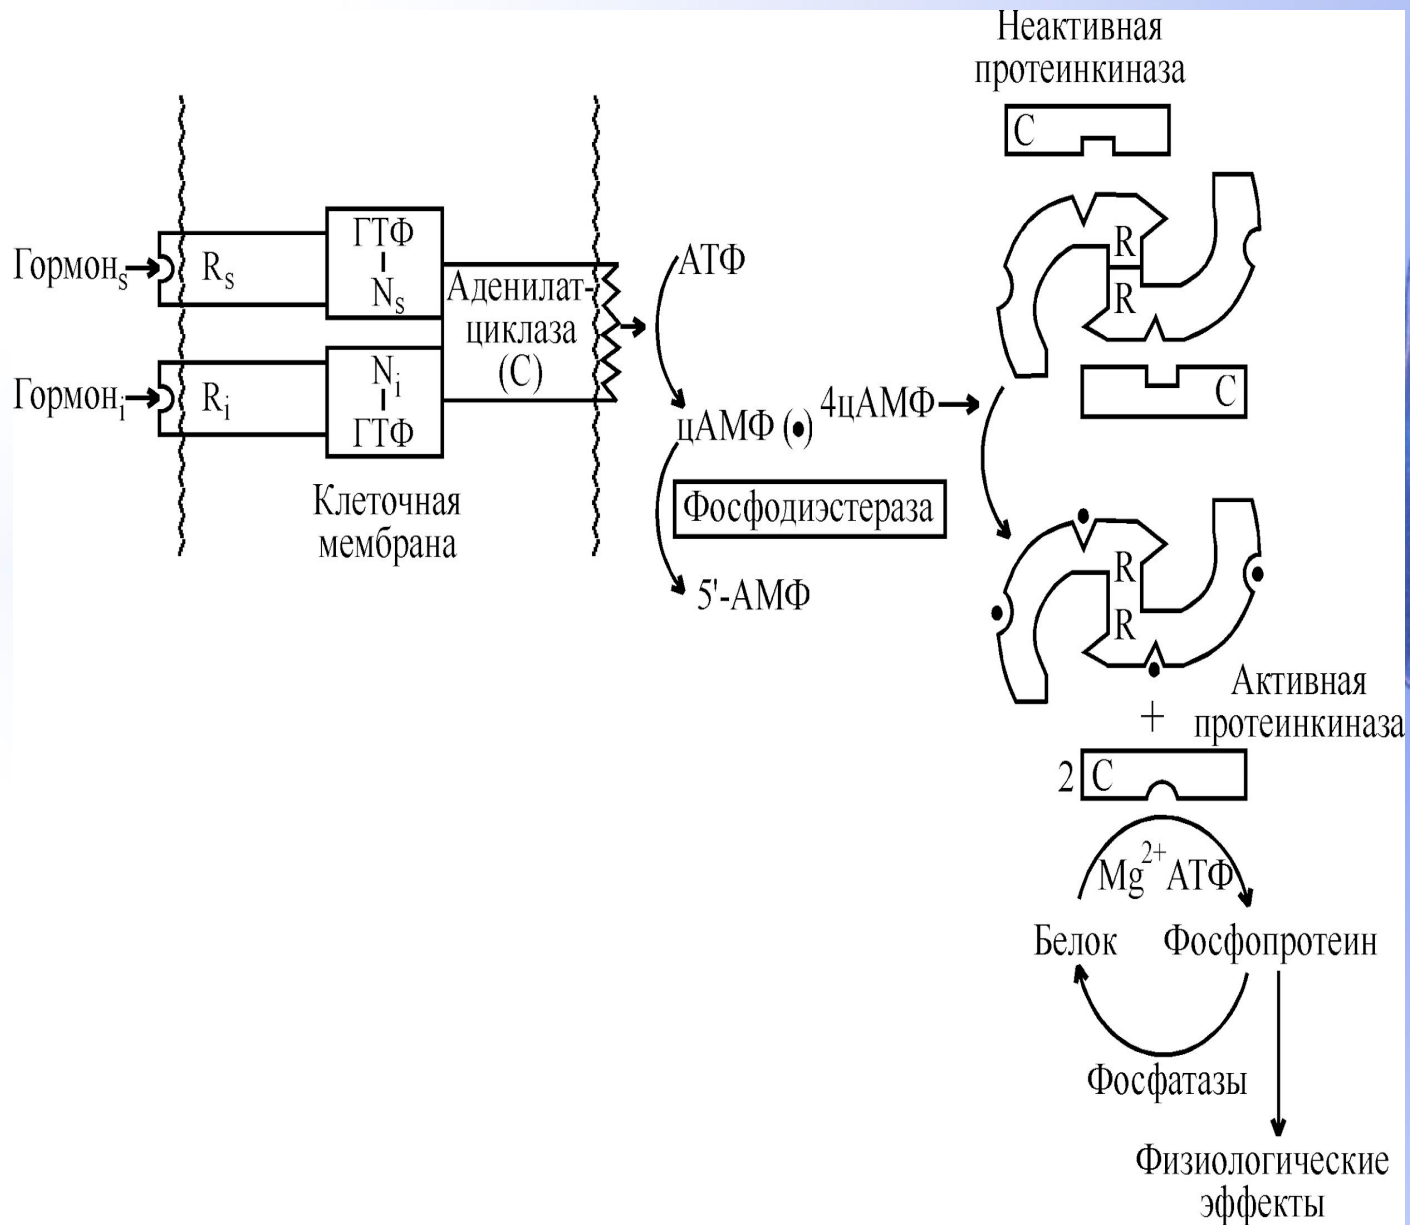 Неактивная
протеинкиназа
C
ГТФ
Гормонs
Rs
Ns
R
R
АТФ
Аденилат-
циклаза
(C)
Ni
Гормонi
Ri
ГТФ
C
цАМФ (•) 4цАМФ
Клеточная
мембрана
Фосфодиэстераза
5'-АМФ
R
R
Активная
+ протеинкиназа
2 C
Mg2+ АТФ
Белок Фосфопротеин
Фосфатазы
Физиологические
эффекты